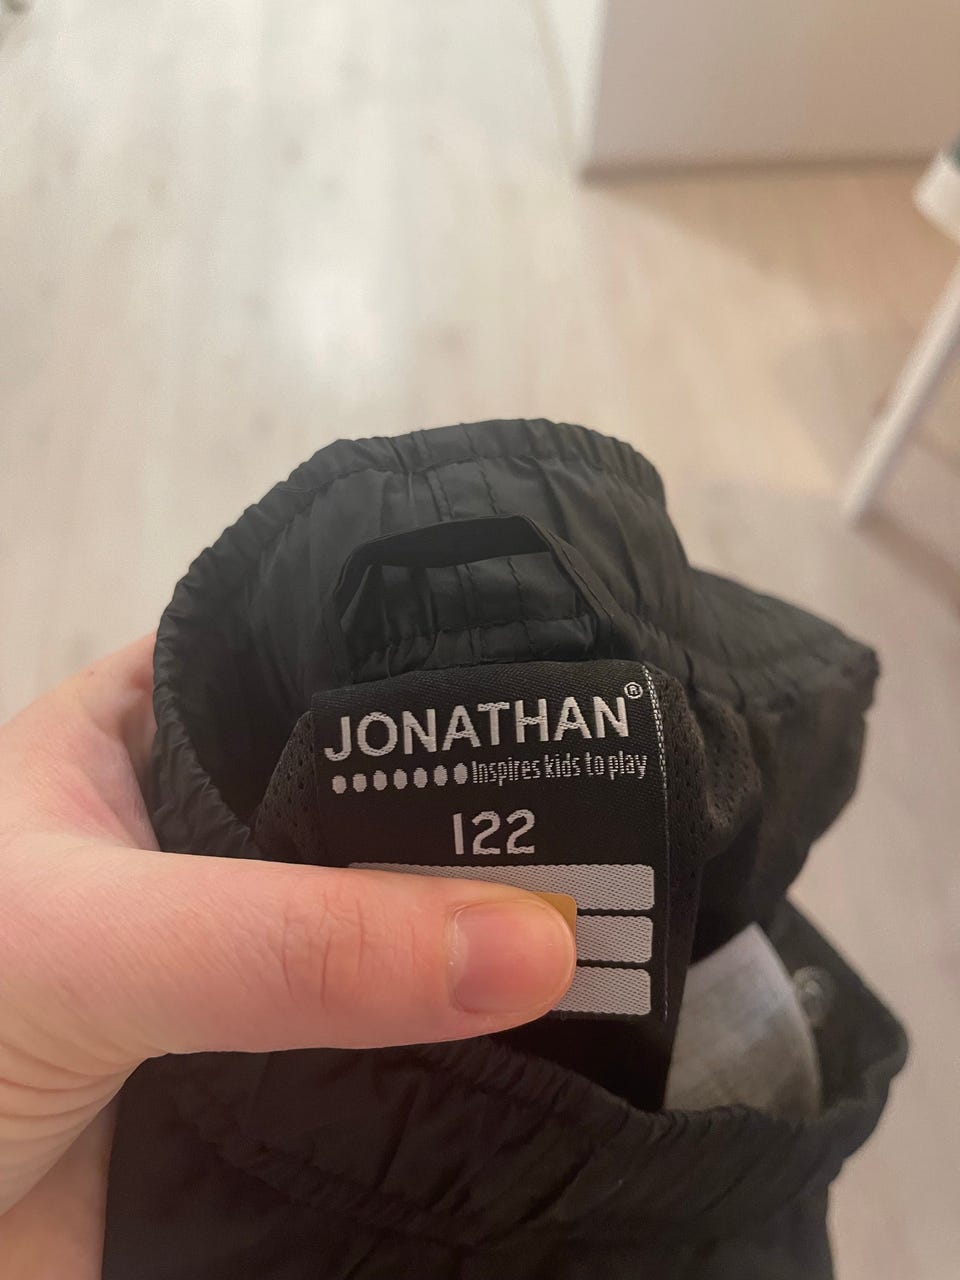 JONATHAN®
Inspires kids to play
122